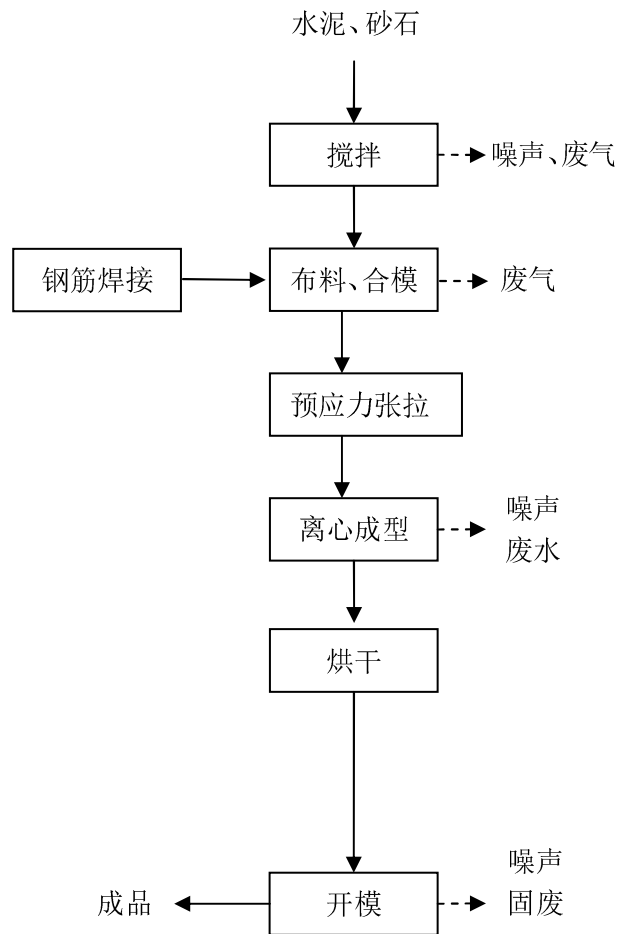 水泥、砂石
搅拌
噪声、废气
钢筋焊接
布料、合模
废气
预应力张拉
离心成型
噪声
废水
烘干
噪声
成品
开模
固废